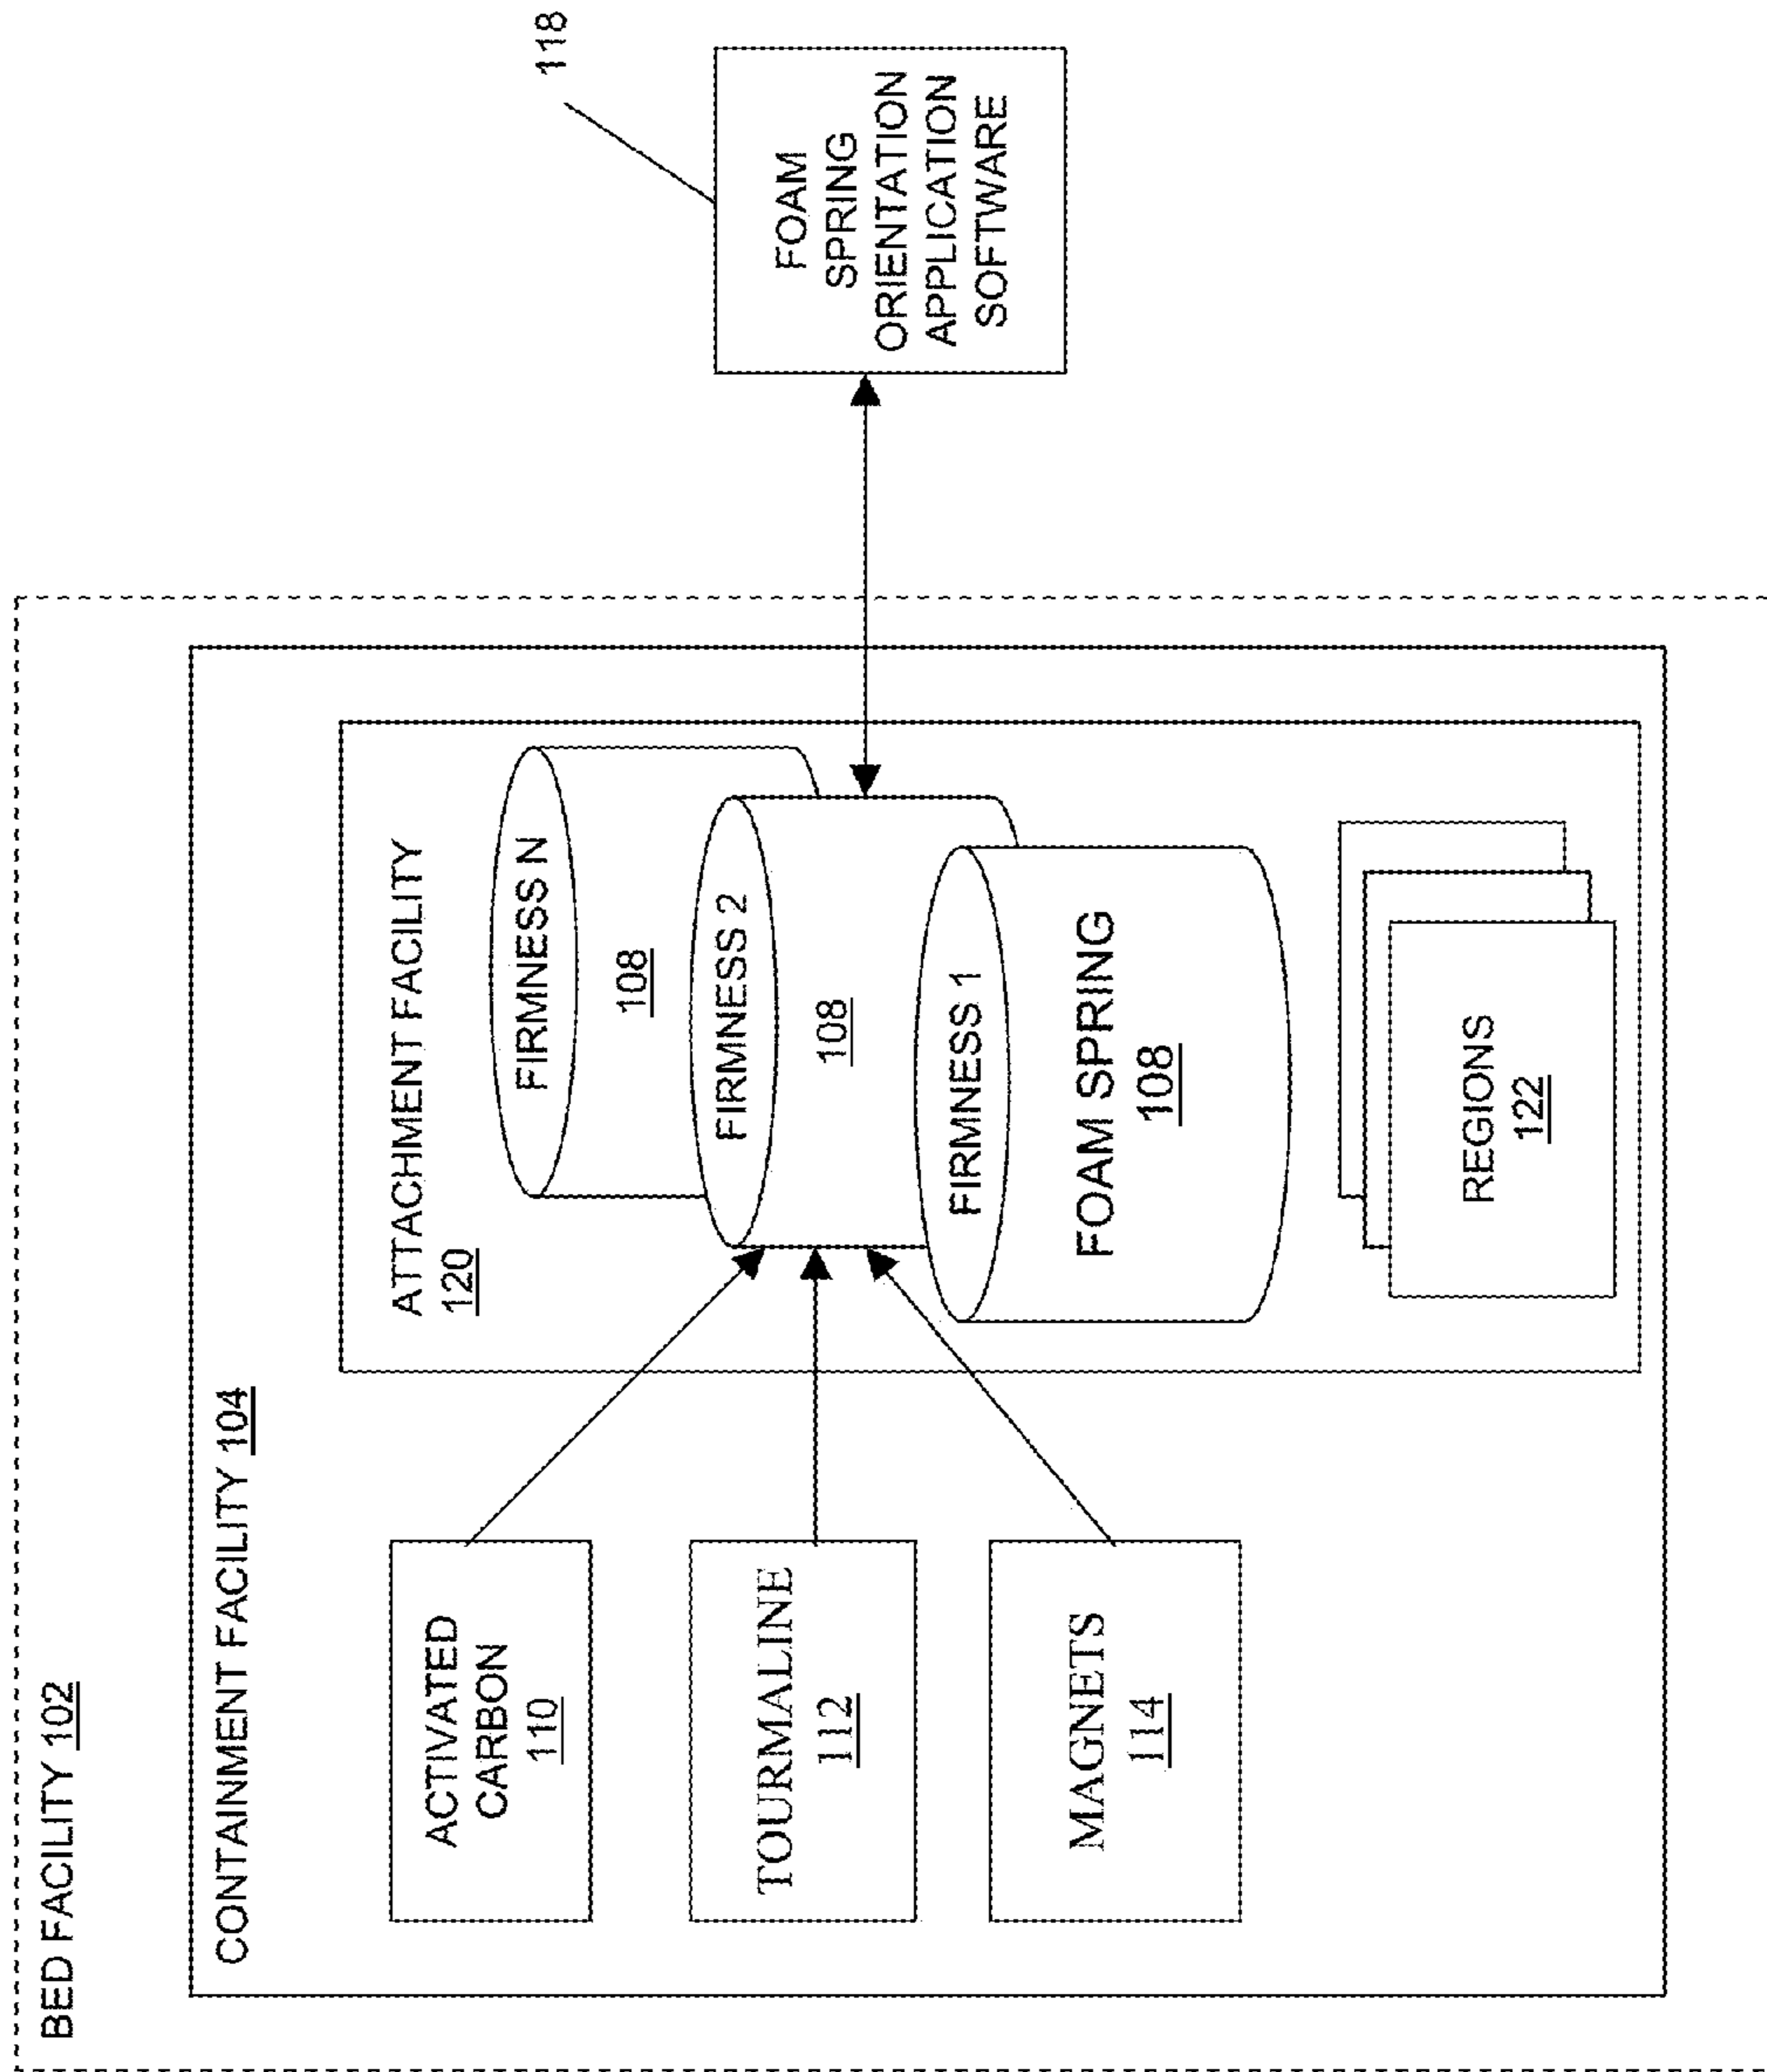 BED FACILITY 102
CONTAINMENT FACILITY 104
ACTIVATED
CARBON
110
TOURMALINE
112
MAGNETS
114
ATTACHMENT FACILITY
120
FIRMNESS N
108
FIRMNESS 2
108
FIRMNESS 1
FOAM SPRING
108
REGIONS
122
118
FOAM
SPRING
ORIENTATION
APPLICATION
SOFTWARE